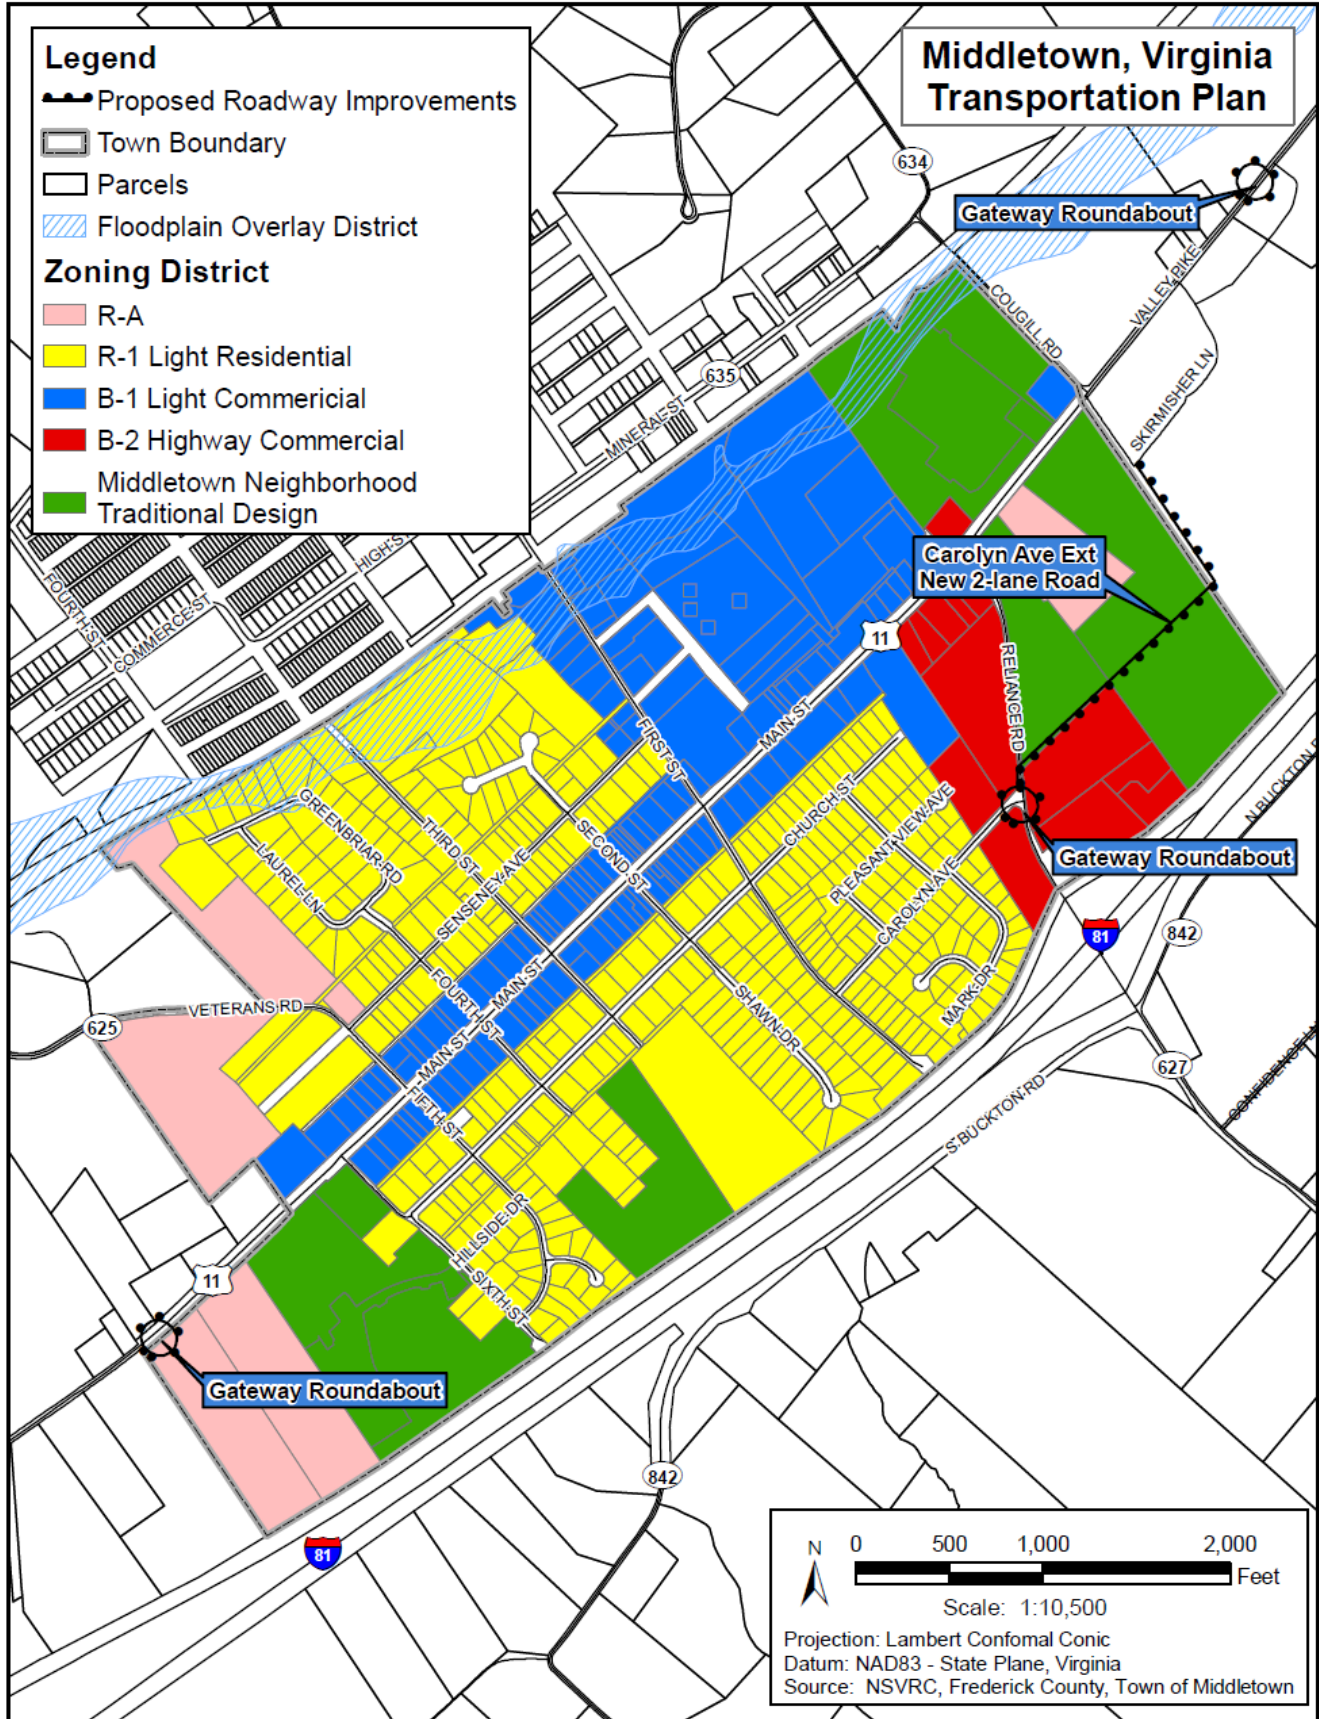 Legend
Proposed Roadway Improvements
Town Boundary
Parcels
Floodplain Overlay District
Zoning District
R-A
R-1 Light Residential
B-1 Light Commericial
B-2 Highway Commercial
Middletown Neighborhood
Traditional Design
Middletown, Virginia
Transportation Plan
634
Gateway Roundabout
VALLEY PIKE
COUGILL RD
SKIRMISHER LN
635
MINERAL ST
HIGH ST
FOURTH ST
COMMERCE ST
Carolyn Ave Ext
New 2-lane Road
11
RELIANCE RD
MAIN ST
FIRST ST
CHURCH ST
PLEASANT VIEW AVE
CAROLYN AVE
MARK DR
N BUCKTON
Gateway Roundabout
GREENBRIAR RD
LAUREL LN
THIRD ST
SENSENEY AVE
SECOND ST
MAIN ST
FOURTH ST
MAIN ST
FIFTH ST
SHAWN DR
VETERANS RD
625
81
842
627
CONFIDENCE LN
S BUCKTON RD
HILLSIDE DR
SIXTH ST
11
Gateway Roundabout
842
81
N
0 500 1,000 2,000
Feet
Scale: 1:10,500
Projection: Lambert Confomal Conic
Datum: NAD83 - State Plane, Virginia
Source: NSVRC, Frederick County, Town of Middletown